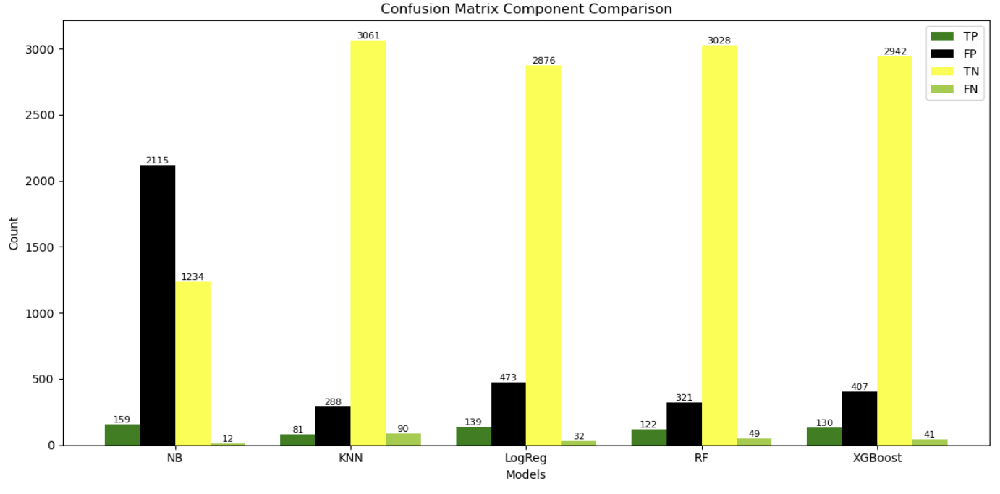 Confusion Matrix Component Comparison
TP
FP
TN
FN
Count
3000
2500
2000
1500
1000
500
0
159
2115
1234
12
81
288
3061
90
139
473
2876
32
122
321
3028
49
130
407
2942
41
NB
KNN
LogReg
RF
XGBoost
Models